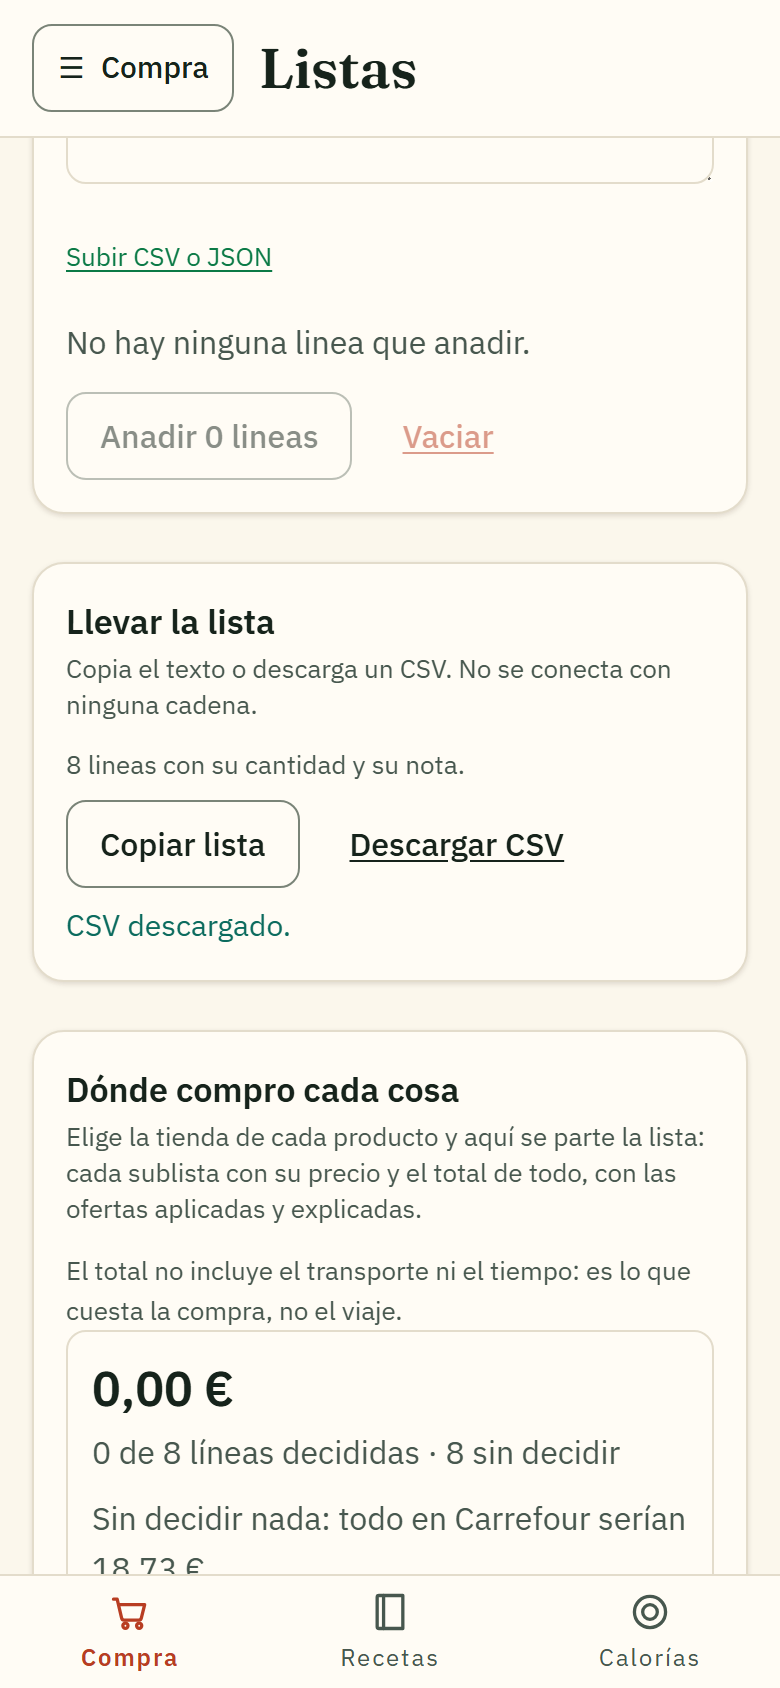 ☰ Compra
Listas
Subir CSV o JSON
No hay ninguna linea que anadir.
Anadir 0 lineas
Vaciar
Llevar la lista
Copia el texto o descarga un CSV. No se conecta con
ninguna cadena.
8 lineas con su cantidad y su nota.
Copiar lista
Descargar CSV
CSV descargado.
Dónde compro cada cosa
Elige la tienda de cada producto y aquí se parte la lista:
cada sublista con su precio y el total de todo, con las
ofertas aplicadas y explicadas.
El total no incluye el transporte ni el tiempo: es lo que
cuesta la compra, no el viaje.
0,00 €
0 de 8 líneas decididas · 8 sin decidir
Sin decidir nada: todo en Carrefour serían
18,73 €
Compra
Recetas
Calorías